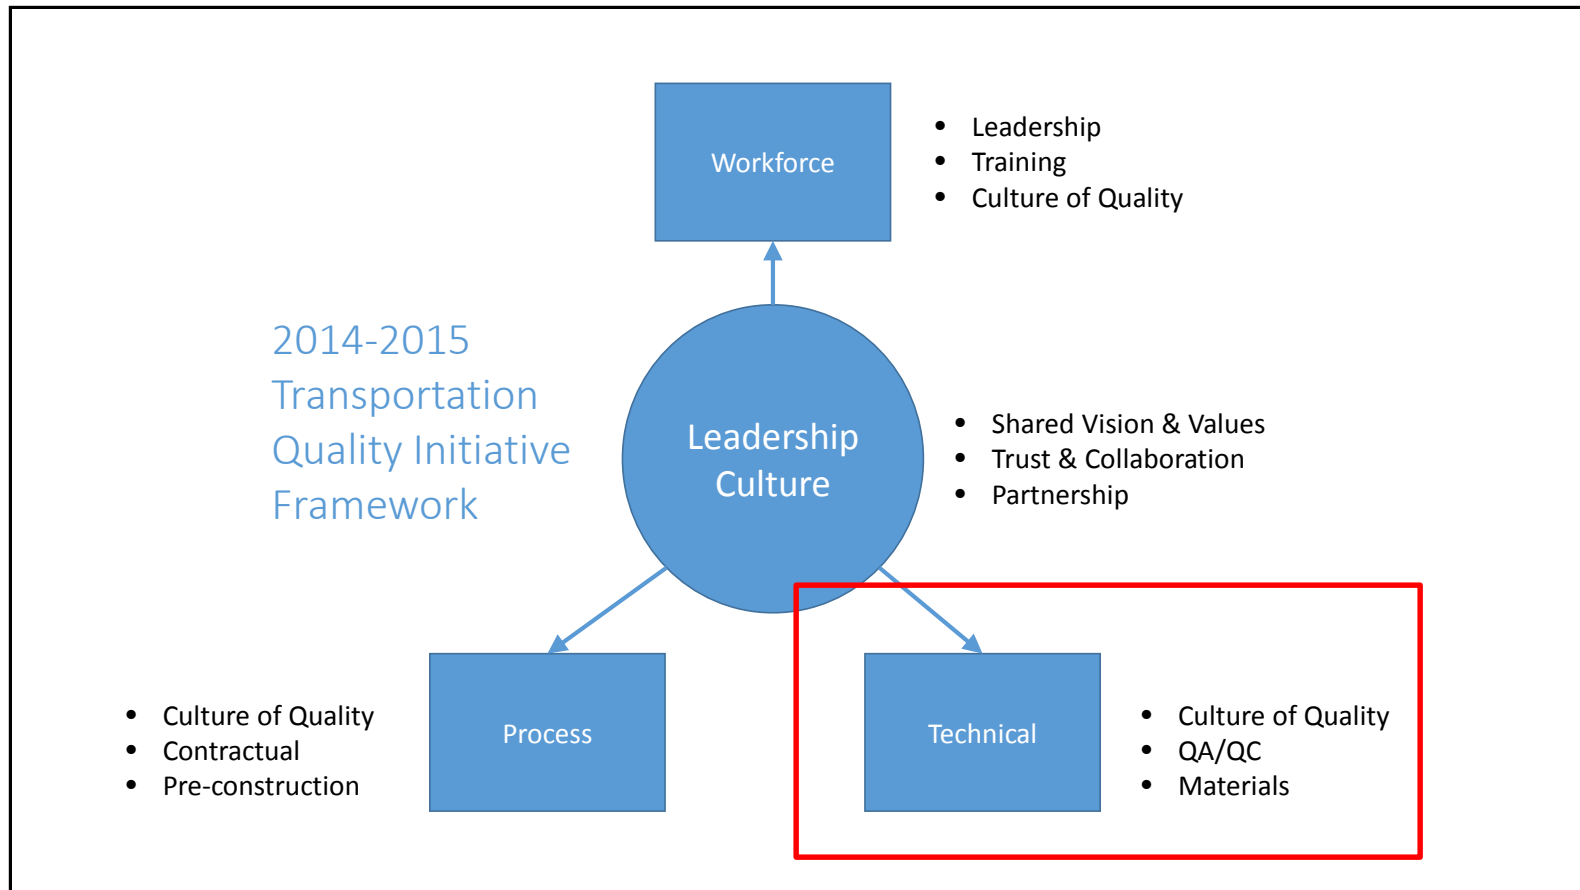 Workforce
• Leadership
• Training
• Culture of Quality
2014-2015
Transportation
Quality Initiative
Framework
Leadership
Culture
• Shared Vision & Values
• Trust & Collaboration
• Partnership
• Culture of Quality
• Contractual
• Pre-construction
Process
Technical
• Culture of Quality
• QA/QC
• Materials